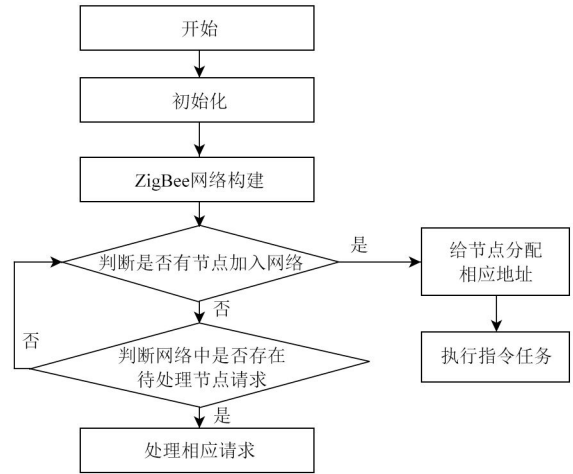 开始
初始化
ZigBee网络构建
判断是否有节点加入网络
是
给节点分配
相应地址
否
执行指令任务
否
判断网络中是否存在
待处理节点请求
是
处理相应请求